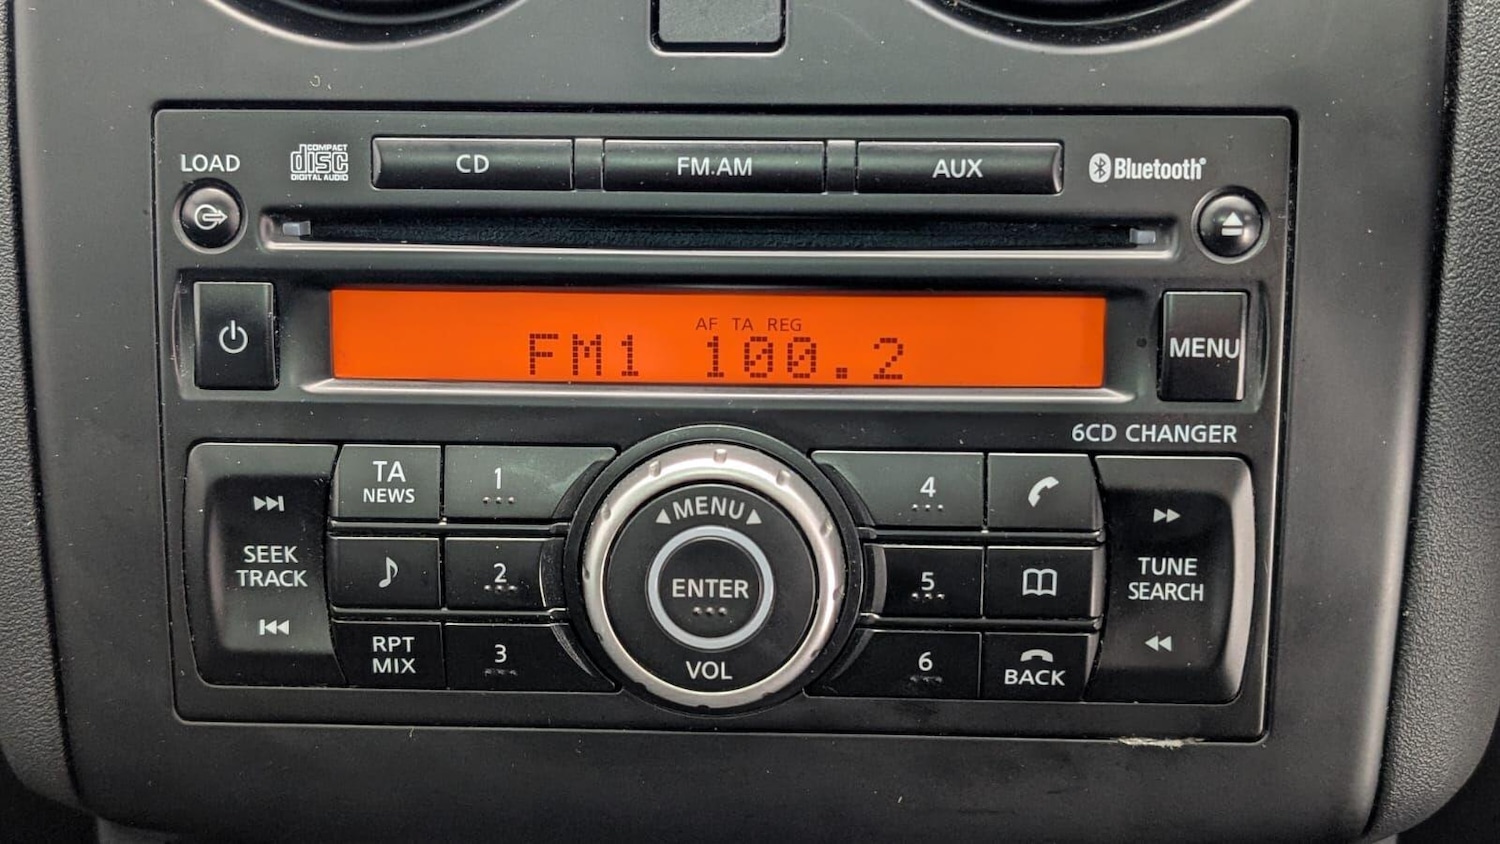 LOAD
COMPACT
disc
DIGITAL AUDIO
CD
FM·AM
AUX
Bluetooth®
AF TA REG
FM1 100.2
MENU
6CD CHANGER
TA
NEWS
1
MENU
4
SEEK
TRACK
2
ENTER
5
TUNE
SEARCH
RPT
MIX
3
VOL
6
BACK